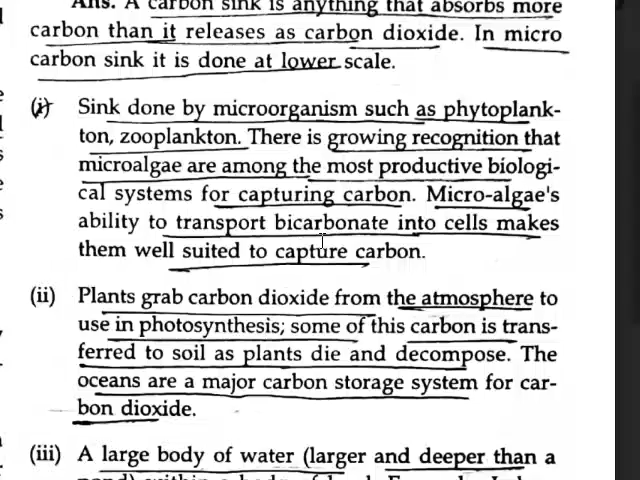 Ans. A carbon sink is anything that absorbs more
carbon than it releases as carbon dioxide. In micro
carbon sink it is done at lower scale.
(i) Sink done by microorganism such as phytoplank-
ton, zooplankton. There is growing recognition that
microalgae are among the most productive biologi-
cal systems for capturing carbon. Micro-algae's
ability to transport bicarbonate into cells makes
them well suited to capture carbon.
(ii) Plants grab carbon dioxide from the atmosphere to
use in photosynthesis; some of this carbon is trans-
ferred to soil as plants die and decompose. The
oceans are a major carbon storage system for car-
bon dioxide.
(iii) A large body of water (larger and deeper than a